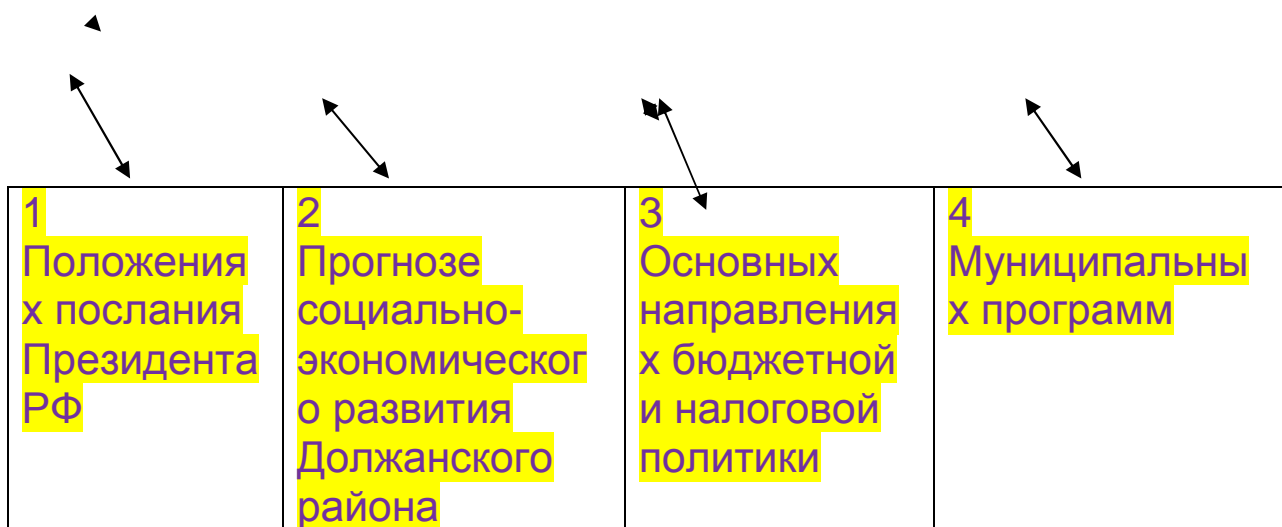 1
Положения
х послания
Президента
РФ
2
Прогнозе
социально-
экономическог
о развития
Должанского
района
3
Основных
направления
х бюджетной
и налоговой
политики
4
Муниципальны
х программ